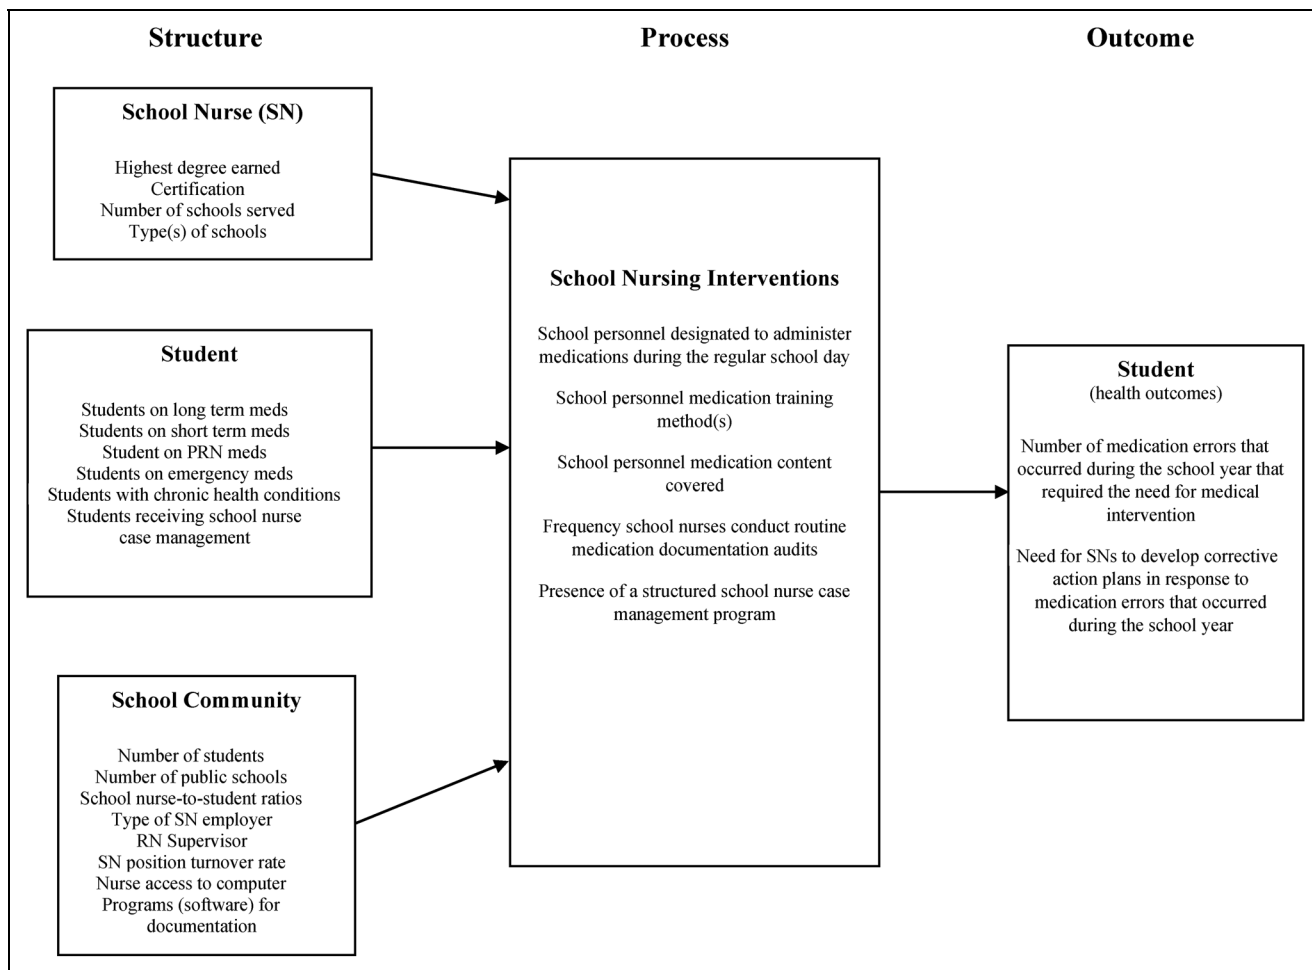 Structure
Process
Outcome
School Nurse (SN)
Highest degree earned
Certification
Number of schools served
Type(s) of schools
Student
Students on long term meds
Students on short term meds
Student on PRN meds
Students on emergency meds
Students with chronic health conditions
Students receiving school nurse
case management
School Community
Number of students
Number of public schools
School nurse-to-student ratios
Type of SN employer
RN Supervisor
SN position turnover rate
Nurse access to computer
Programs (software) for
documentation
School Nursing Interventions
School personnel designated to administer
medications during the regular school day
School personnel medication training
method(s)
School personnel medication content
covered
Frequency school nurses conduct routine
medication documentation audits
Presence of a structured school nurse case
management program
Student
(health outcomes)
Number of medication errors that
occurred during the school year that
required the need for medical
intervention
Need for SNs to develop corrective
action plans in response to
medication errors that occurred
during the school year